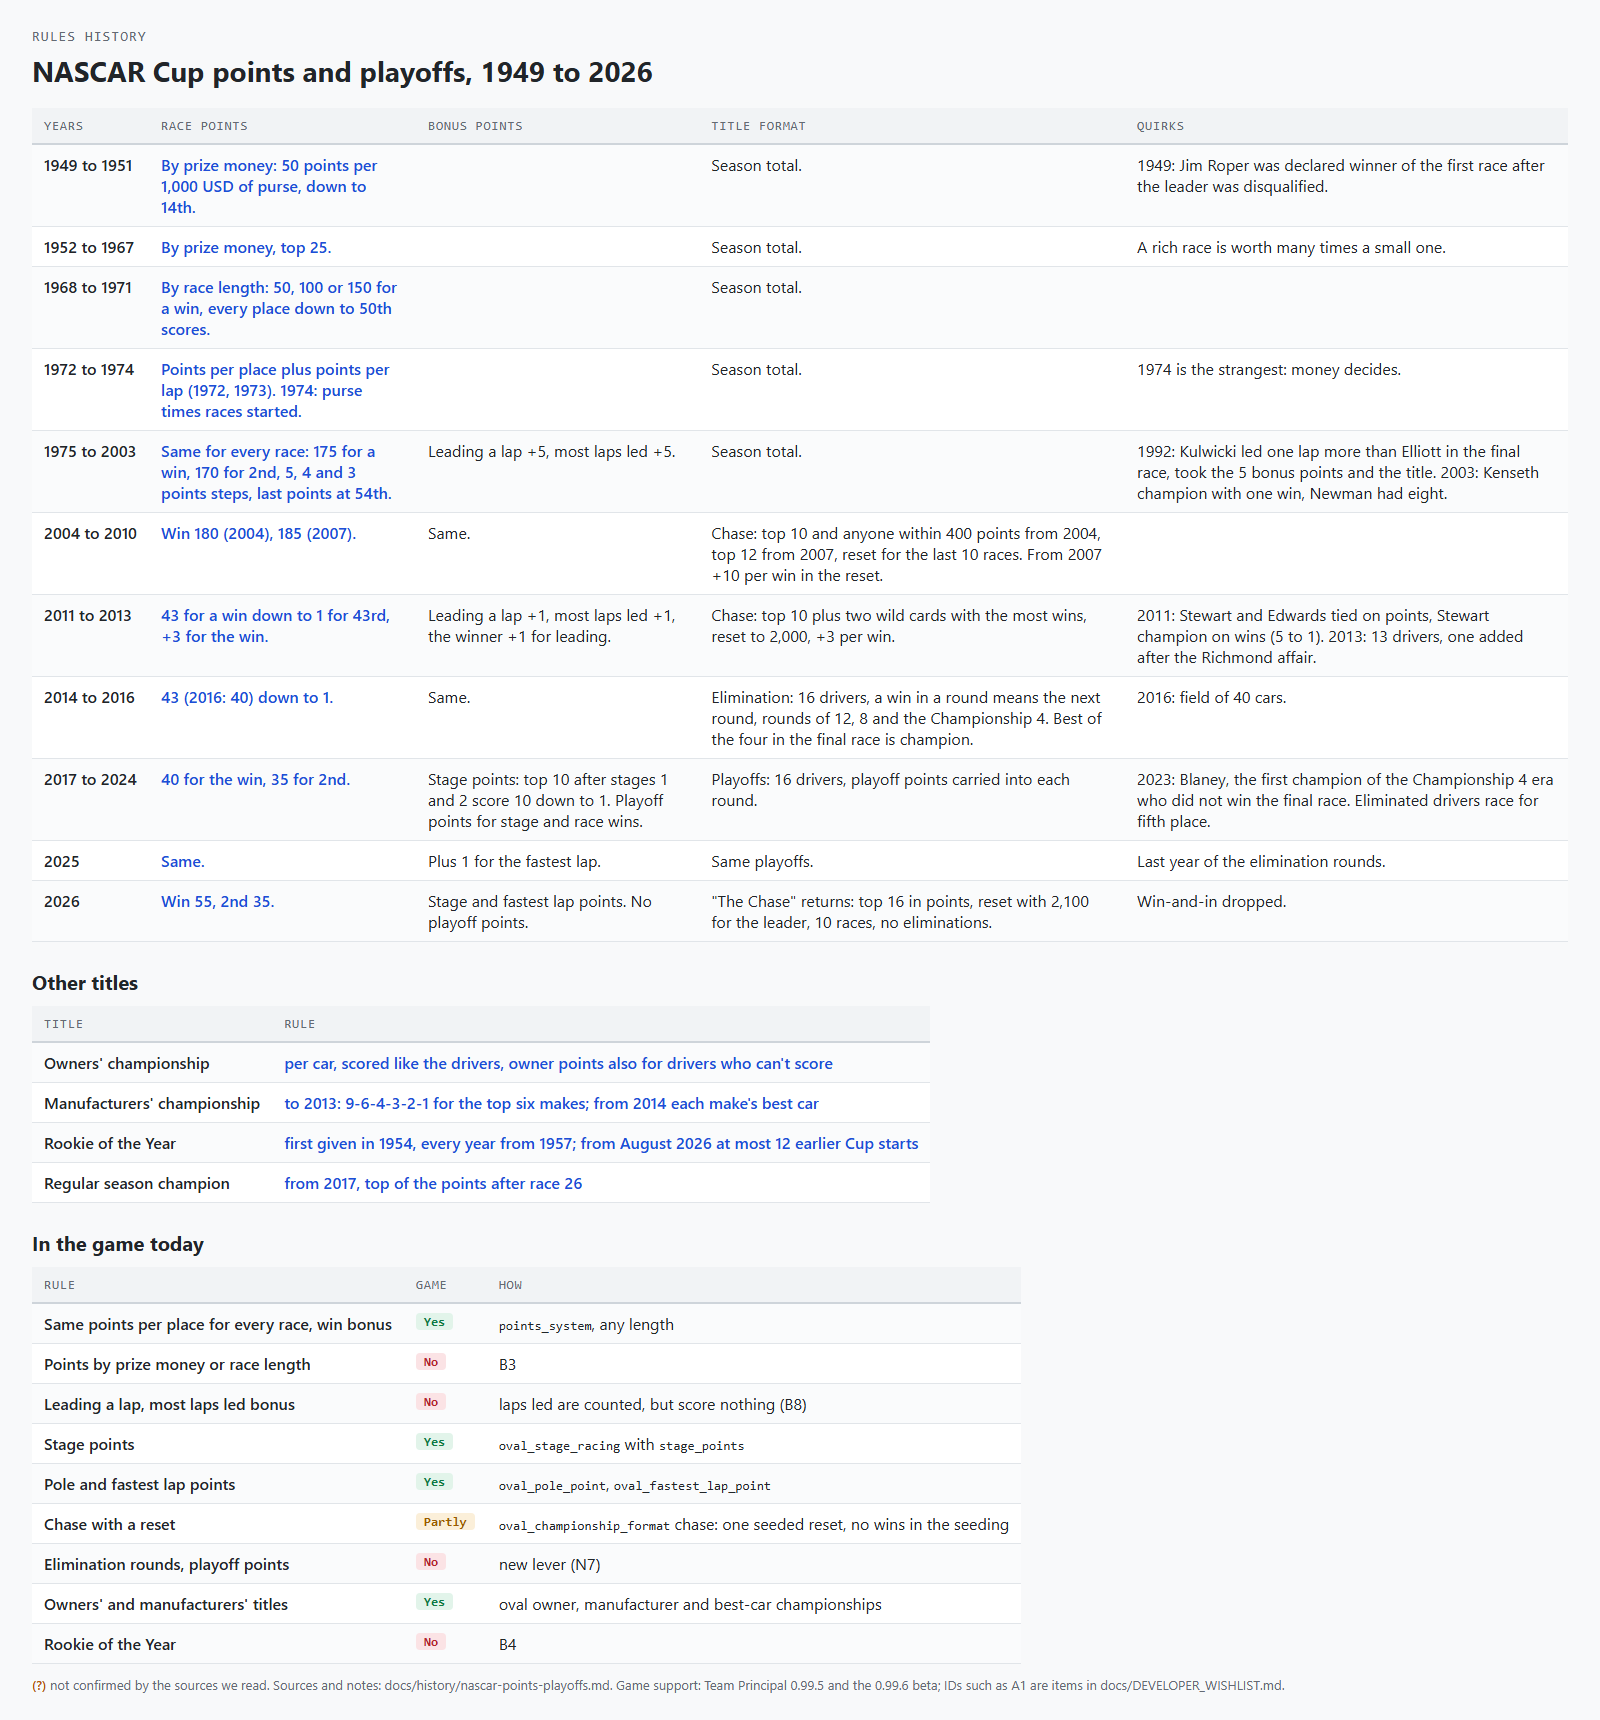 RULES HISTORY
NASCAR Cup points and playoffs, 1949 to 2026
YEARS RACE POINTS BONUS POINTS TITLE FORMAT QUIRKS
1949 to 1951 By prize money: 50 points per Season total. 1949: Jim Roper was declared winner of the first race after
1,000 USD of purse, down to the leader was disqualified.
14th.
1952 to 1967 By prize money, top 25. Season total. A rich race is worth many times a small one.
1968 to 1971 By race length: 50, 100 or 150 for Season total.
a win, every place down to 50th
scores.
1972 to 1974 Points per place plus points per Season total. 1974 is the strangest: money decides.
lap (1972, 1973). 1974: purse
times races started.
1975 to 2003 Same for every race: 175 for a Leading a lap +5, most laps led +5. Season total. 1992: Kulwicki led one lap more than Elliott in the final
win, 170 for 2nd, 5, 4 and 3 race, took the 5 bonus points and the title. 2003: Kenseth
points steps, last points at 54th. champion with one win, Newman had eight.
2004 to 2010 Win 180 (2004), 185 (2007). Same. Chase: top 10 and anyone within 400 points from 2004,
top 12 from 2007, reset for the last 10 races. From 2007
+10 per win in the reset.
2011 to 2013 43 for a win down to 1 for 43rd, Leading a lap +1, most laps led +1, Chase: top 10 plus two wild cards with the most wins, 2011: Stewart and Edwards tied on points, Stewart
+3 for the win. the winner +1 for leading. reset to 2,000, +3 per win. champion on wins (5 to 1). 2013: 13 drivers, one added
after the Richmond affair.
2014 to 2016 43 (2016: 40) down to 1. Same. Elimination: 16 drivers, a win in a round means the next 2016: field of 40 cars.
round, rounds of 12, 8 and the Championship 4. Best of
the four in the final race is champion.
2017 to 2024 40 for the win, 35 for 2nd. Stage points: top 10 after stages 1 Playoffs: 16 drivers, playoff points carried into each 2023: Blaney, the first champion of the Championship 4 era
and 2 score 10 down to 1. Playoff round. who did not win the final race. Eliminated drivers race for
points for stage and race wins. fifth place.
2025 Same. Plus 1 for the fastest lap. Same playoffs. Last year of the elimination rounds.
2026 Win 55, 2nd 35. Stage and fastest lap points. No "The Chase" returns: top 16 in points, reset with 2,100 Win-and-in dropped.
playoff points. for the leader, 10 races, no eliminations.
Other titles
TITLE RULE
Owners' championship per car, scored like the drivers, owner points also for drivers who can't score
Manufacturers' championship to 2013: 9-6-4-3-2-1 for the top six makes; from 2014 each make's best car
Rookie of the Year first given in 1954, every year from 1957; from August 2026 at most 12 earlier Cup starts
Regular season champion from 2017, top of the points after race 26
In the game today
RULE GAME HOW
Same points per place for every race, win bonus Yes points_system, any length
Points by prize money or race length No B3
Leading a lap, most laps led bonus No laps led are counted, but score nothing (B8)
Stage points Yes oval_stage_racing with stage_points
Pole and fastest lap points Yes oval_pole_point, oval_fastest_lap_point
Chase with a reset Partly oval_championship_format chase: one seeded reset, no wins in the seeding
Elimination rounds, playoff points No new lever (N7)
Owners' and manufacturers' titles Yes oval owner, manufacturer and best-car championships
Rookie of the Year No B4
(?) not confirmed by the sources we read. Sources and notes: docs/history/nascar-points-playoffs.md. Game support: Team Principal 0.99.5 and the 0.99.6 beta; IDs such as A1 are items in docs/DEVELOPER_WISHLIST.md.